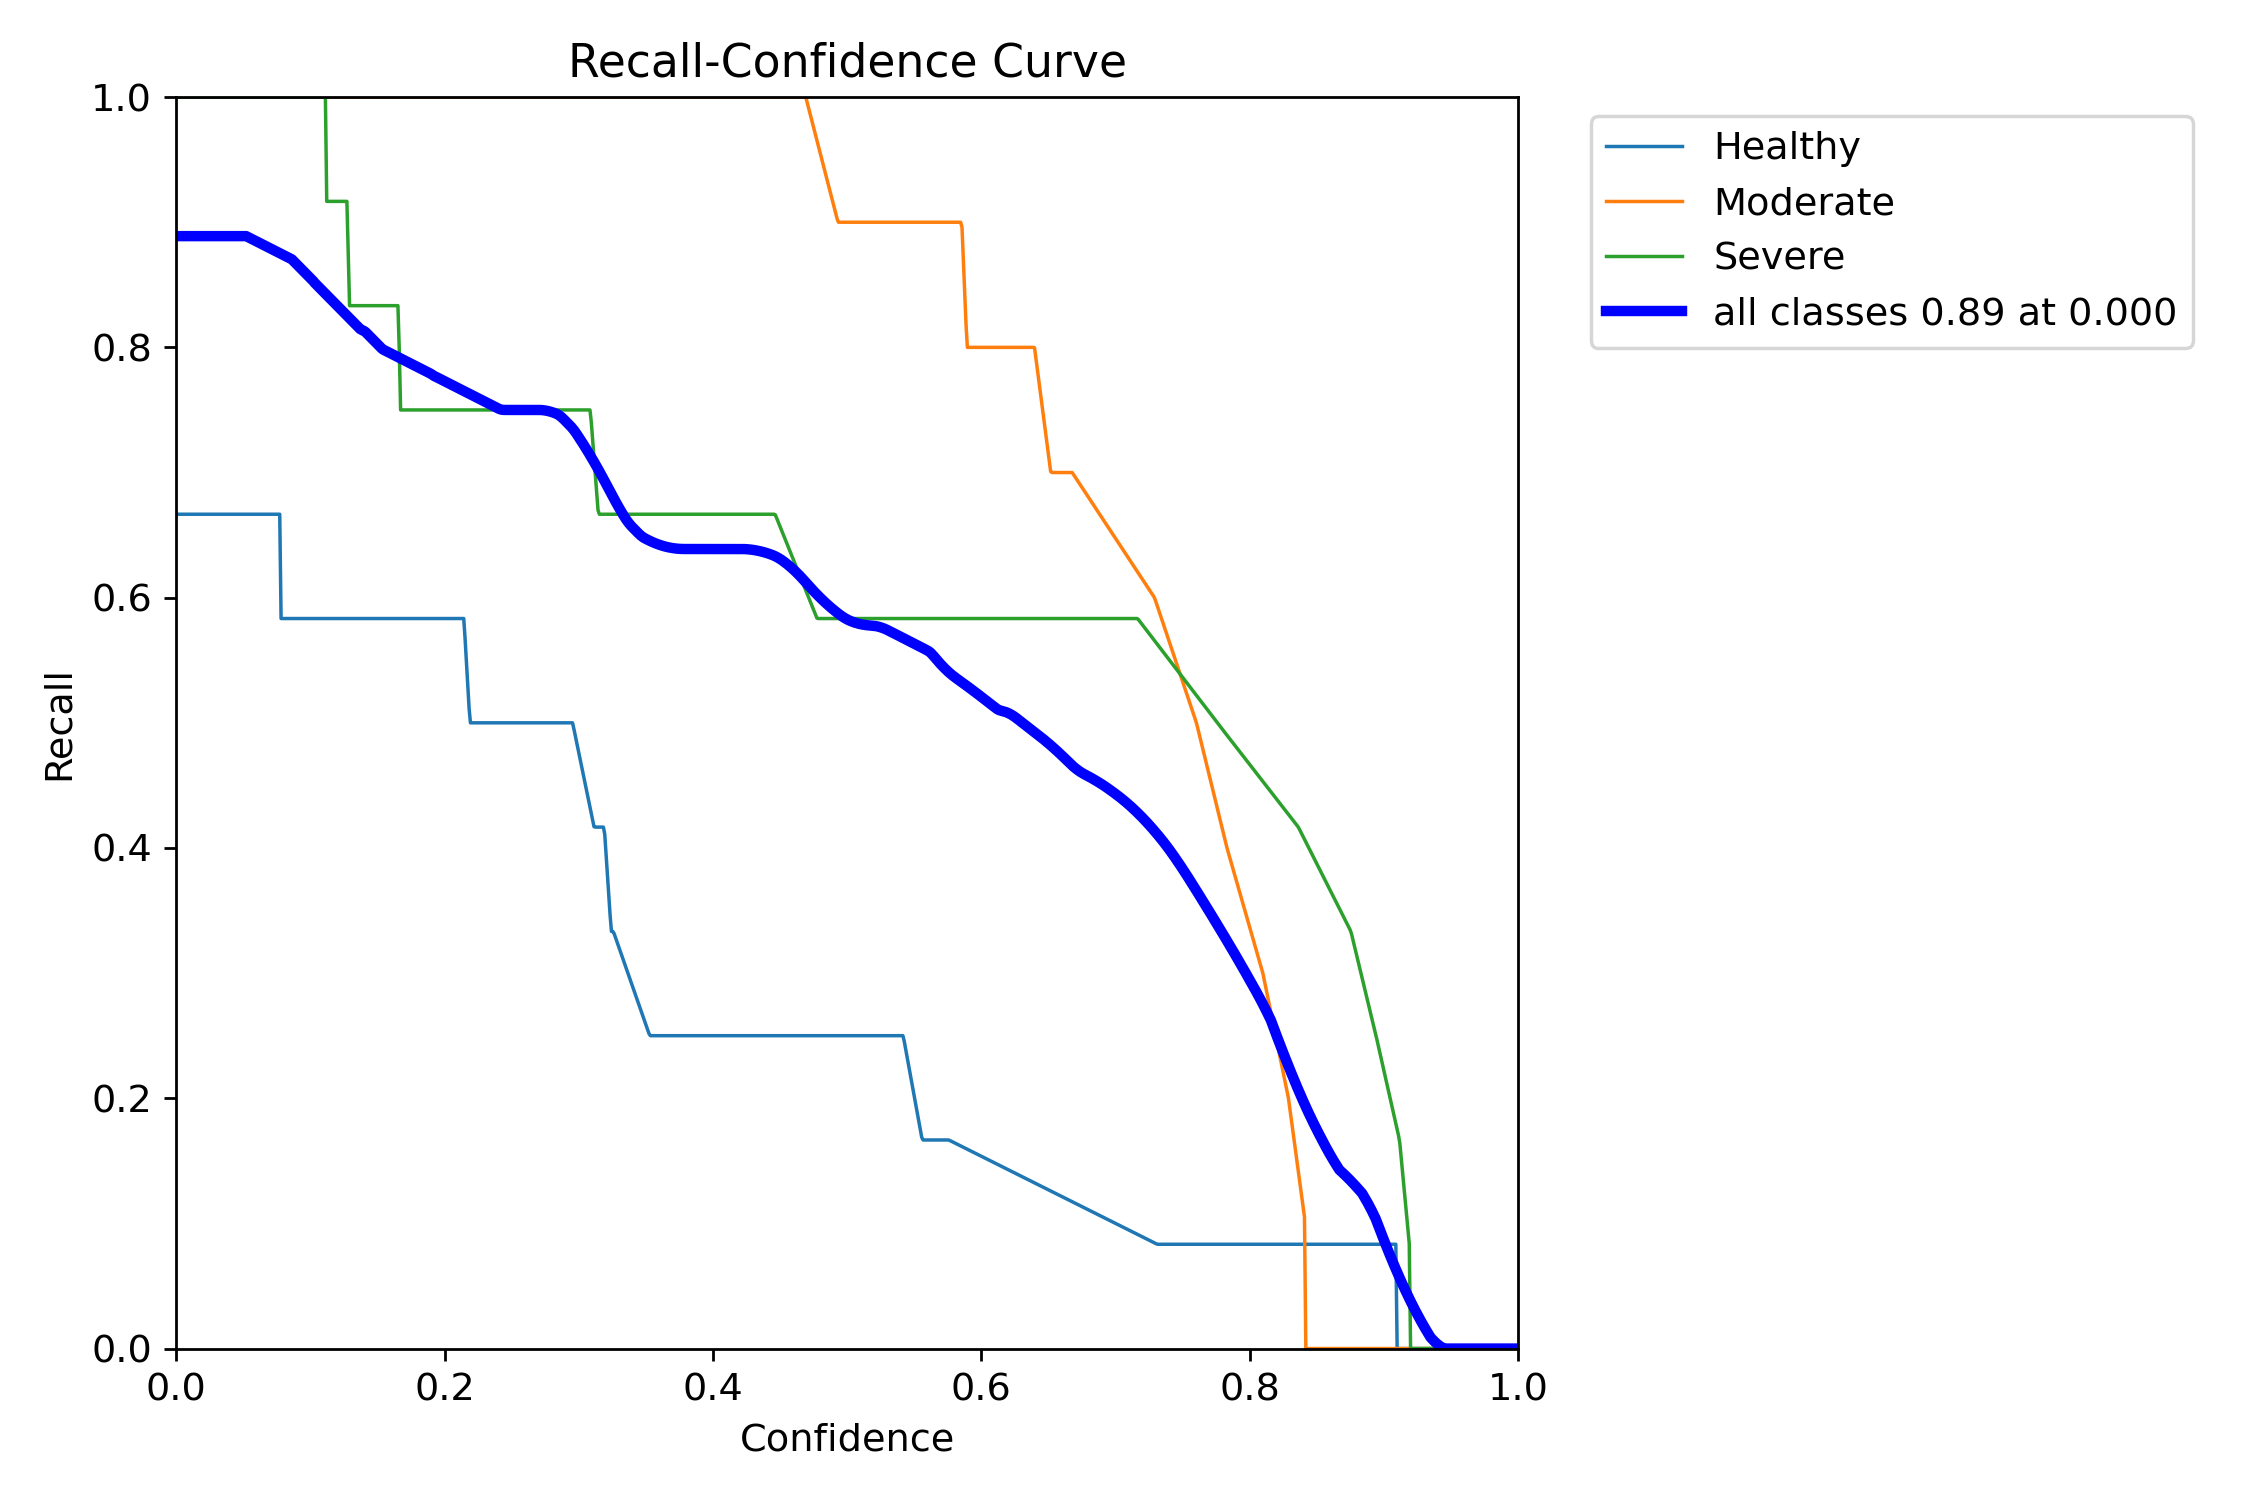 Recall-Confidence Curve
1.0
0.8
0.6
0.4
0.2
0.0
Recall
0.0 0.2 0.4 0.6 0.8 1.0
Confidence
Healthy
Moderate
Severe
all classes 0.89 at 0.000